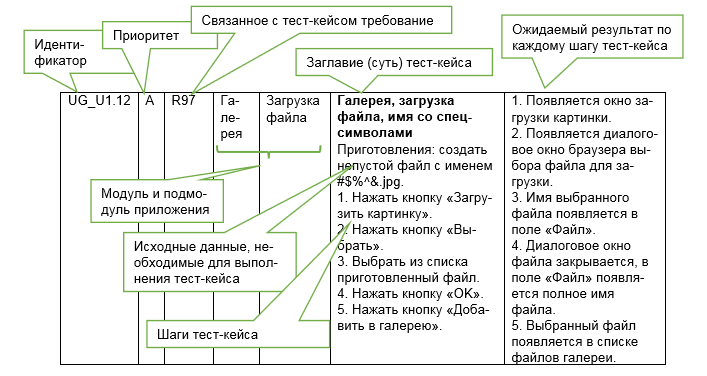 Иденти-
фикатор
Приоритет
Связанное с тест-кейсом требование
Заглавие (суть) тест-кейса
Ожидаемый результат по
каждому шагу тест-кейса
UG_U1.12
A
R97
Га-
ле-
рея
Загрузка
файла
Галерея, загрузка
файла, имя со спец-
символами
Приготовления: создать
непустой файл с именем
#$%^&.jpg.
1. Нажать кнопку «Загру-
зить картинку».
2. Нажать кнопку «Вы-
брать».
3. Выбрать из списка
приготовленный файл.
4. Нажать кнопку «OK».
5. Нажать кнопку «Доба-
вить в галерею».
1. Появляется окно за-
грузки картинки.
2. Появляется диалого-
вое окно браузера вы-
бора файла для за-
грузки.
3. Имя выбранного
файла появляется в
поле «Файл».
4. Диалоговое окно
файла закрывается, в
поле «Файл» появля-
ется полное имя
файла.
5. Выбранный файл
появляется в списке
файлов галереи.
Модуль и подмо-
дуль приложения
Исходные данные, не-
обходимые для выпол-
нения тест-кейса
Шаги тест-кейса